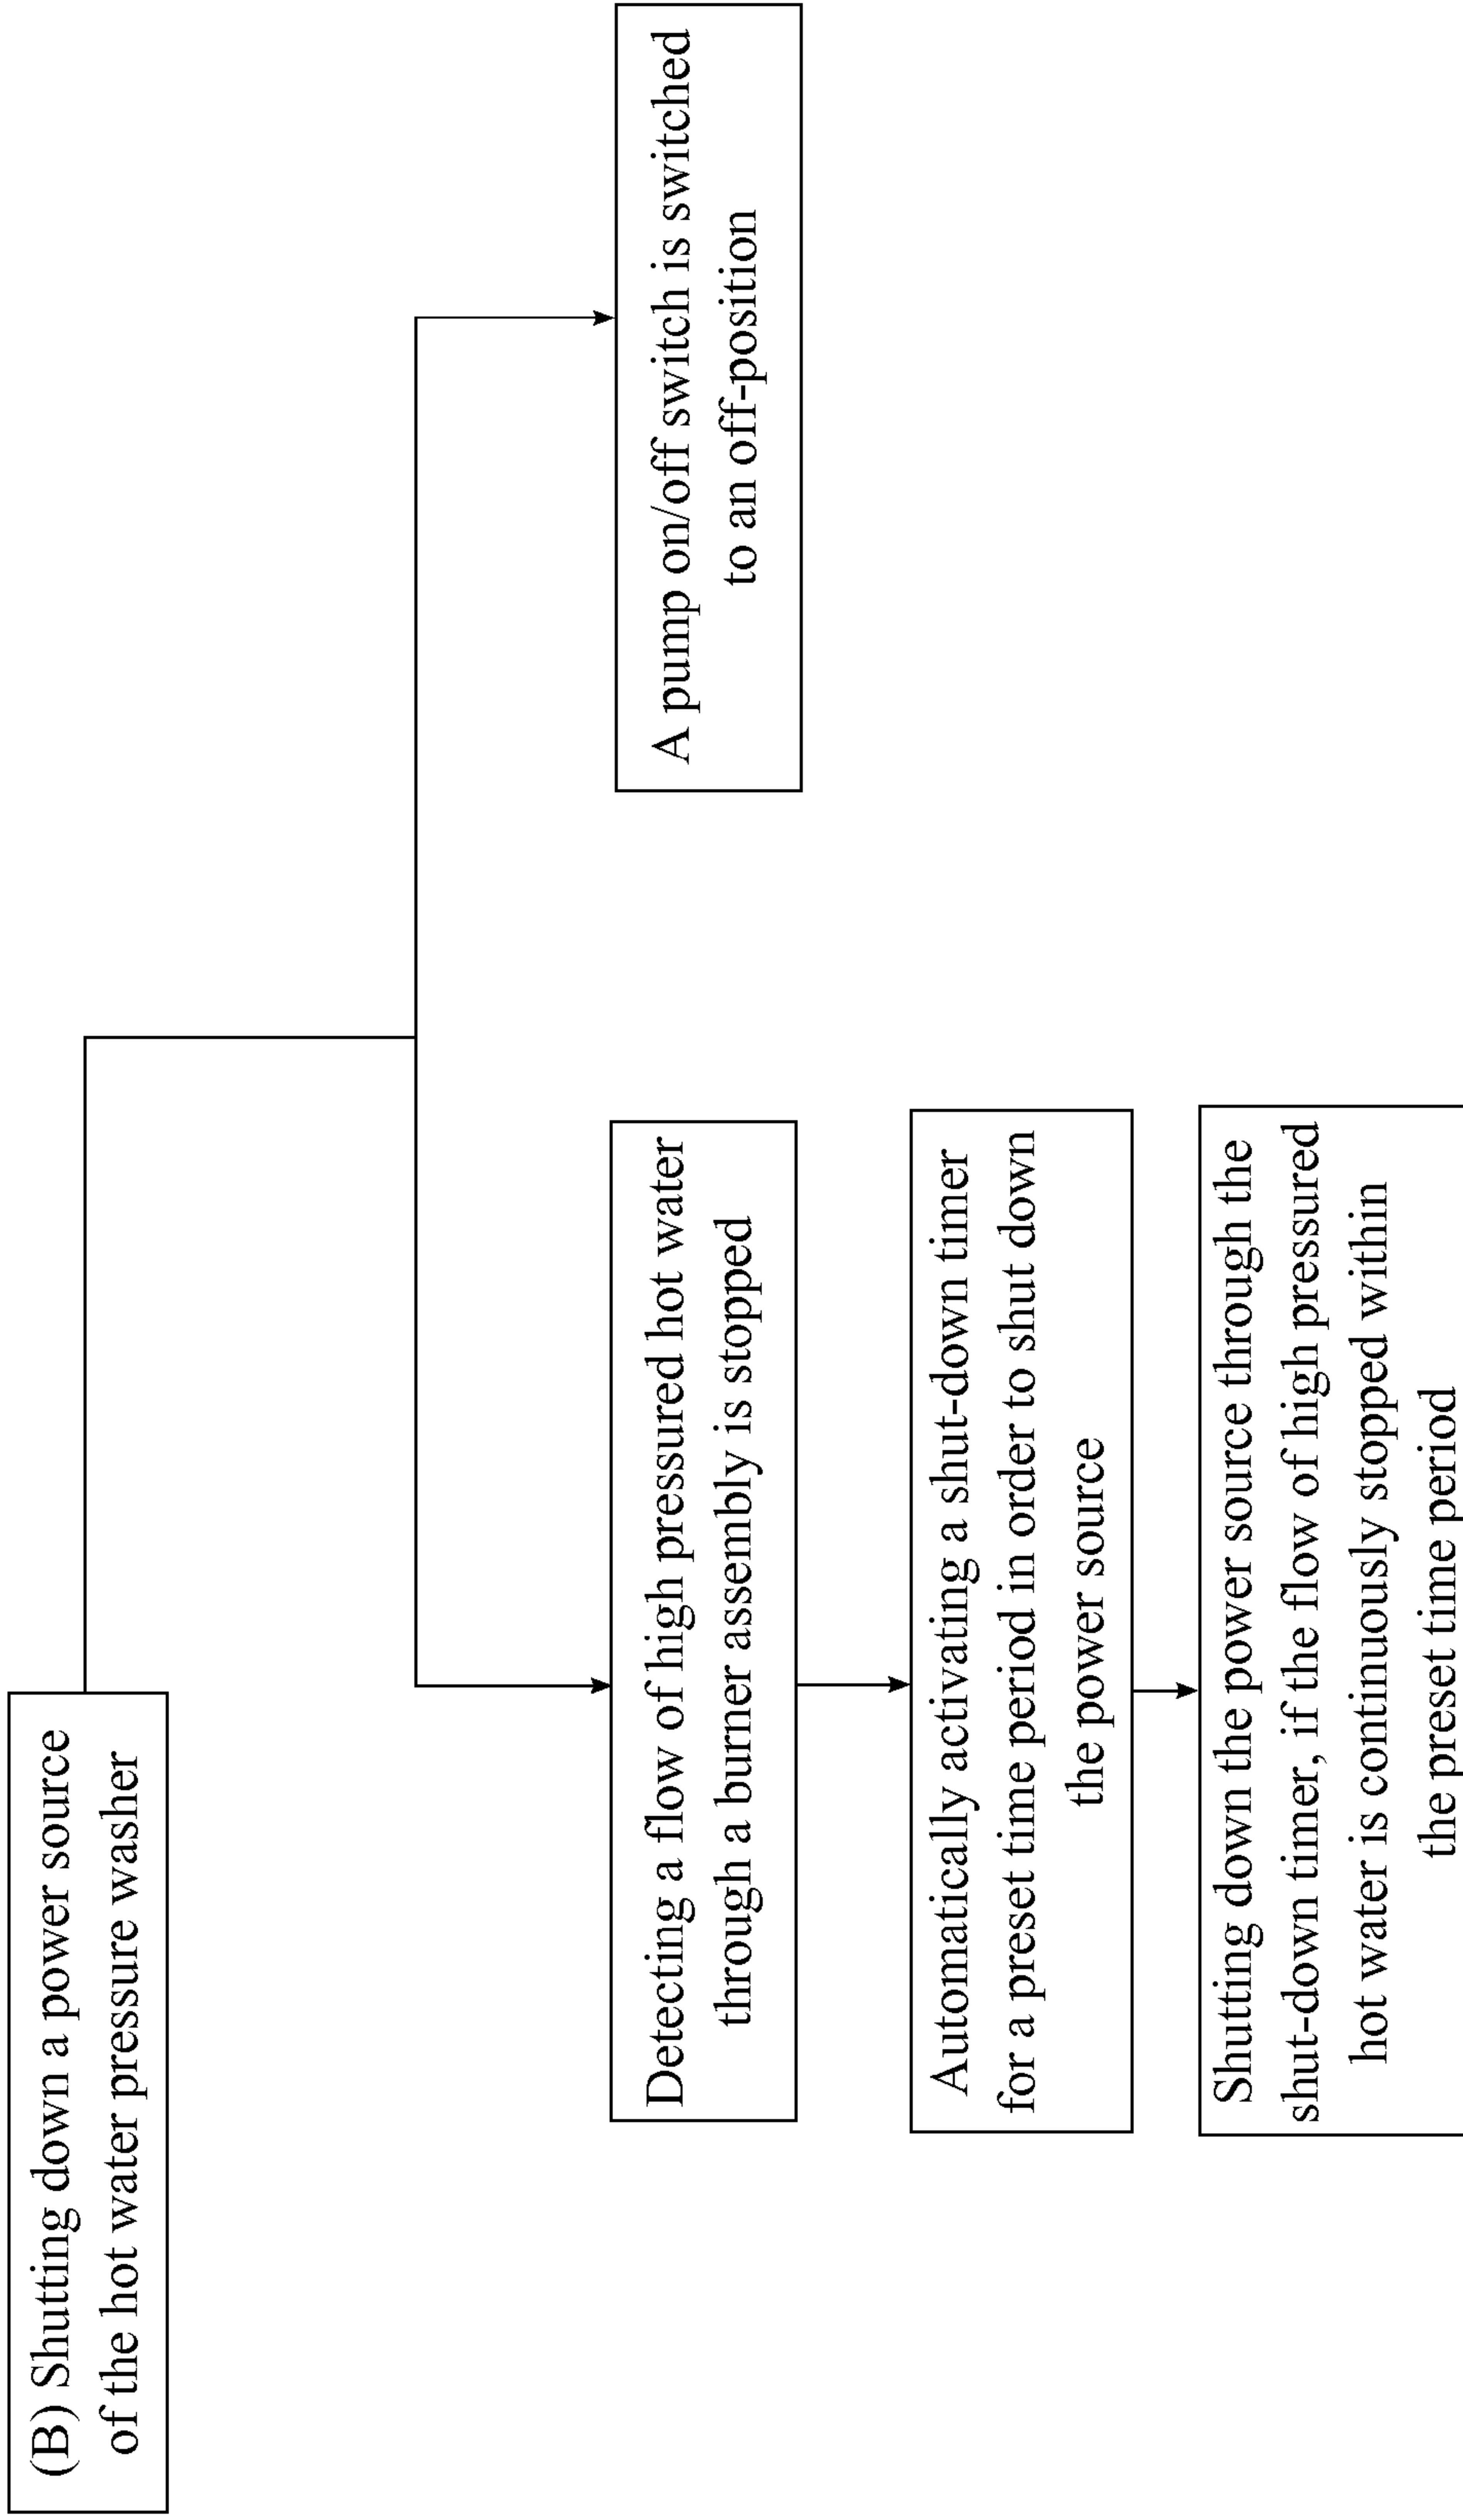 (B) Shutting down a power source
of the hot water pressure washer
Detecting a flow of high pressured hot water
through a burner assembly is stopped
A pump on/off switch is switched
to an off-position
Automatically activating a shut-down timer
for a preset time period in order to shut down
the power source
Shutting down the power source through the
shut-down timer, if the flow of high pressured
hot water is continuously stopped within
the preset time period